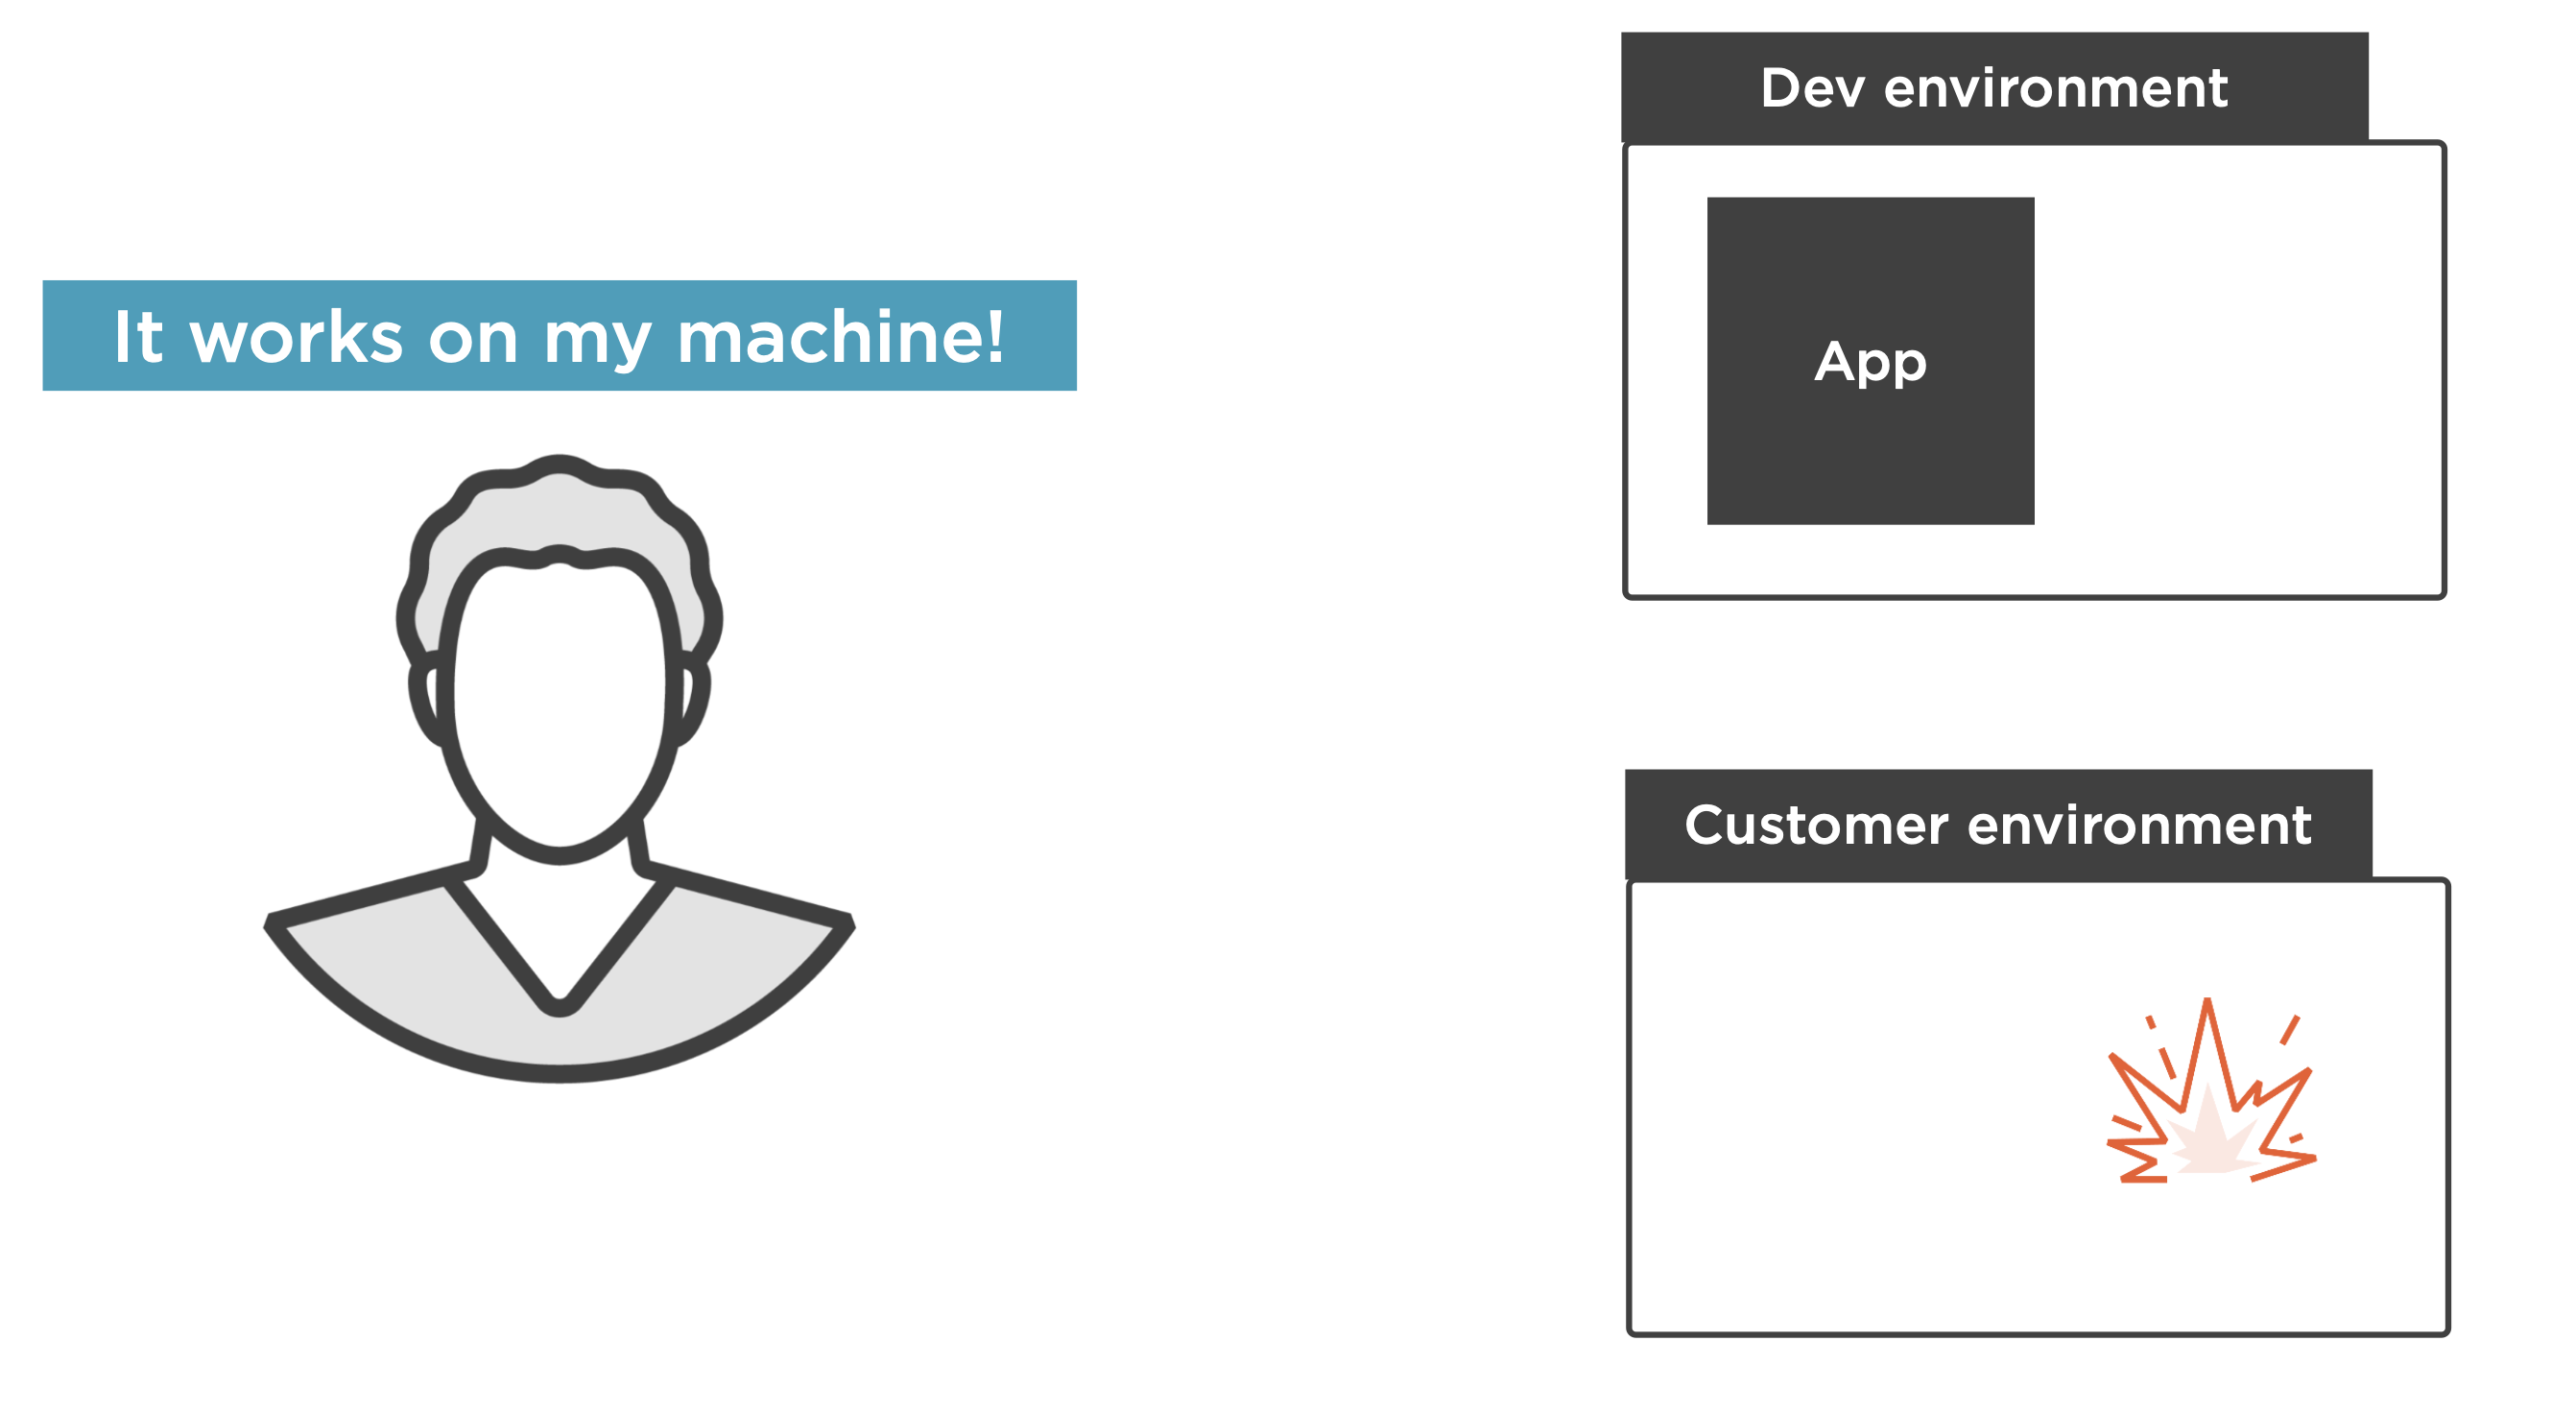 It works on my machine!
Dev environment
App
Customer environment